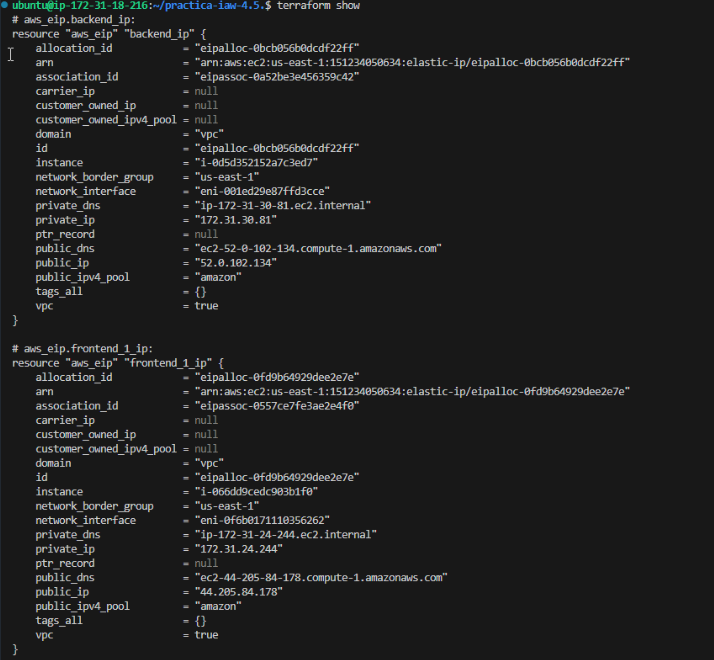 ubuntu@ip-172-31-18-216:~/practica-iaw-4.5.$ terraform show
# aws_eip.backend_ip:
resource "aws_eip" "backend_ip" {
    allocation_id           = "eipalloc-0bcb056b0dcdf22ff"
    arn                     = "arn:aws:ec2:us-east-1:151234050634:elastic-ip/eipalloc-0bcb056b0dcdf22ff"
    association_id          = "eipassoc-0a52be3e456359c42"
    carrier_ip              = null
    customer_owned_ip       = null
    customer_owned_ipv4_pool = null
    domain                  = "vpc"
    id                      = "eipalloc-0bcb056b0dcdf22ff"
    instance                = "i-0d5d352152a7c3ed7"
    network_border_group    = "us-east-1"
    network_interface       = "eni-001ed29e87ffd3cce"
    private_dns             = "ip-172-31-30-81.ec2.internal"
    private_ip              = "172.31.30.81"
    ptr_record              = null
    public_dns              = "ec2-52-0-102-134.compute-1.amazonaws.com"
    public_ip               = "52.0.102.134"
    public_ipv4_pool        = "amazon"
    tags_all                = {}
    vpc                     = true
}
# aws_eip.frontend_1_ip:
resource "aws_eip" "frontend_1_ip" {
    allocation_id           = "eipalloc-0fd9b64929dee2e7e"
    arn                     = "arn:aws:ec2:us-east-1:151234050634:elastic-ip/eipalloc-0fd9b64929dee2e7e"
    association_id          = "eipassoc-0557ce7fe3ae2e4f0"
    carrier_ip              = null
    customer_owned_ip       = null
    customer_owned_ipv4_pool = null
    domain                  = "vpc"
    id                      = "eipalloc-0fd9b64929dee2e7e"
    instance                = "i-066dd9cedc903b1f0"
    network_border_group    = "us-east-1"
    network_interface       = "eni-0f6b0171110356262"
    private_dns             = "ip-172-31-24-244.ec2.internal"
    private_ip              = "172.31.24.244"
    ptr_record              = null
    public_dns              = "ec2-44-205-84-178.compute-1.amazonaws.com"
    public_ip               = "44.205.84.178"
    public_ipv4_pool        = "amazon"
    tags_all                = {}
    vpc                     = true
}